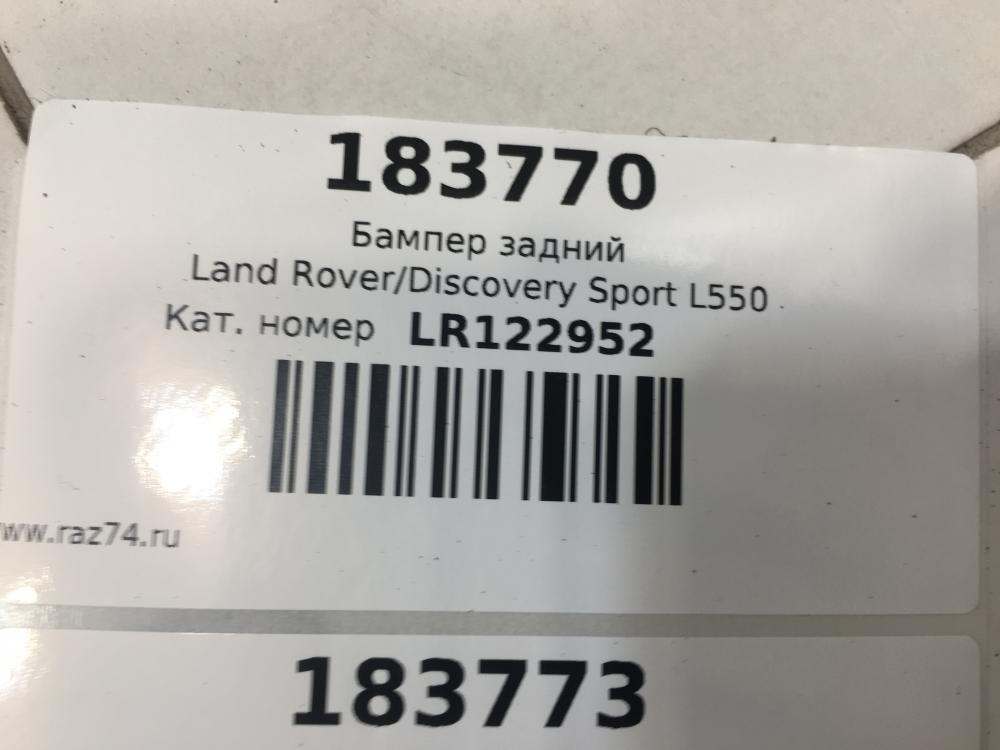 183770
Бампер задний
Land Rover/Discovery Sport L550
Кат. номер LR122952
www.raz74.ru
183773